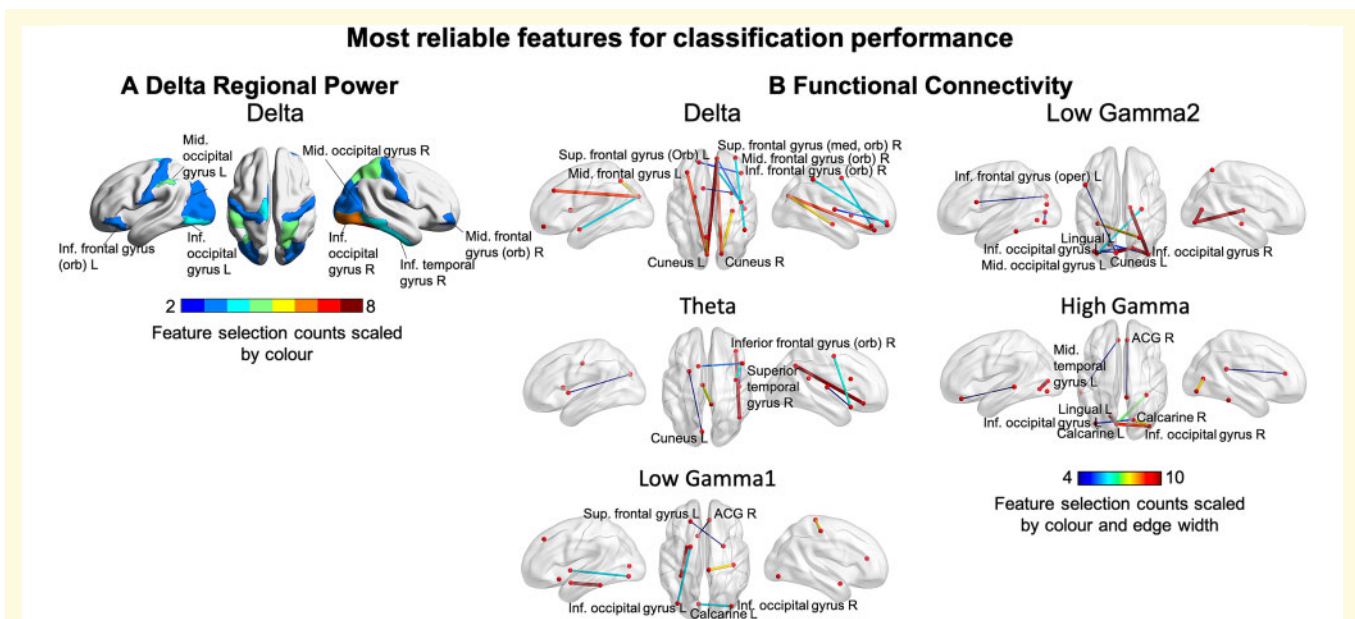 Most reliable features for classification performance
A Delta Regional Power
Delta
Mid.
occipital
gyrus L
Mid. occipital gyrus R
Inf. frontal gyrus
(orb) L
Inf.
occipital
gyrus L
Inf.
occipital
gyrus R
Inf. temporal
gyrus R
Mid. frontal
gyrus (orb) R
2
8
Feature selection counts scaled
by colour
B Functional Connectivity
Delta
Sup. frontal gyrus (Orb) L
Mid. frontal gyrus L
Sup. frontal gyrus (med, orb) R
Mid. frontal gyrus (orb) R
Inf. frontal gyrus (orb) R
Cuneus L
Cuneus R
Theta
Inferior frontal gyrus (orb) R
Superior
temporal
gyrus R
Cuneus L
Low Gamma1
Sup. frontal gyrus L
ACG R
Inf. occipital gyrus L
Calcarine L
Inf. occipital gyrus R
Low Gamma2
Inf. frontal gyrus (oper) L
Lingual L
Inf. occipital gyrus L
Mid. occipital gyrus L
Cuneus L
Inf. occipital gyrus R
High Gamma
ACG R
Mid.
temporal
gyrus L
Lingual L
Inf. occipital gyrus L
Calcarine L
Calcarine R
Inf. occipital gyrus R
4
10
Feature selection counts scaled
by colour and edge width